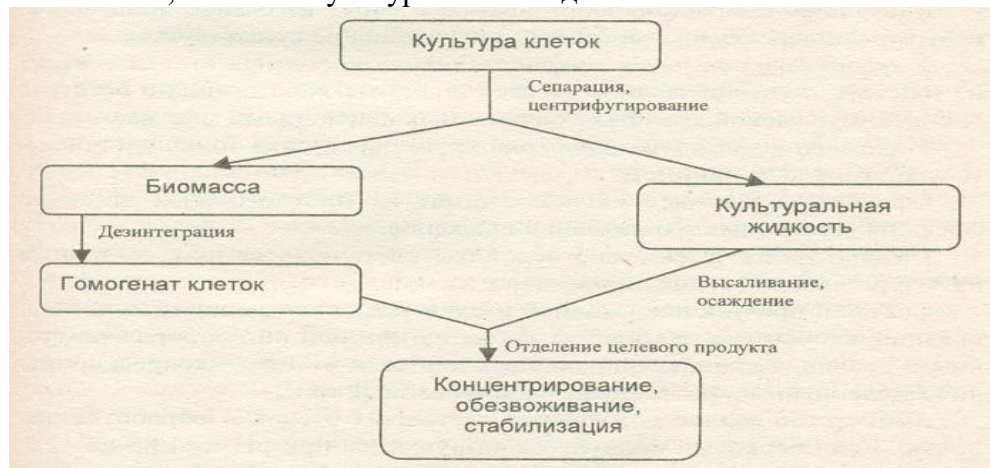 Культура клеток
Сепарация,
центрифугирование
Биомасса
Культуральная
жидкость
Дезинтеграция
Гомогенат клеток
Высаливание,
осаждение
Отделение целевого продукта
Концентрирование,
обезвоживание,
стабилизация